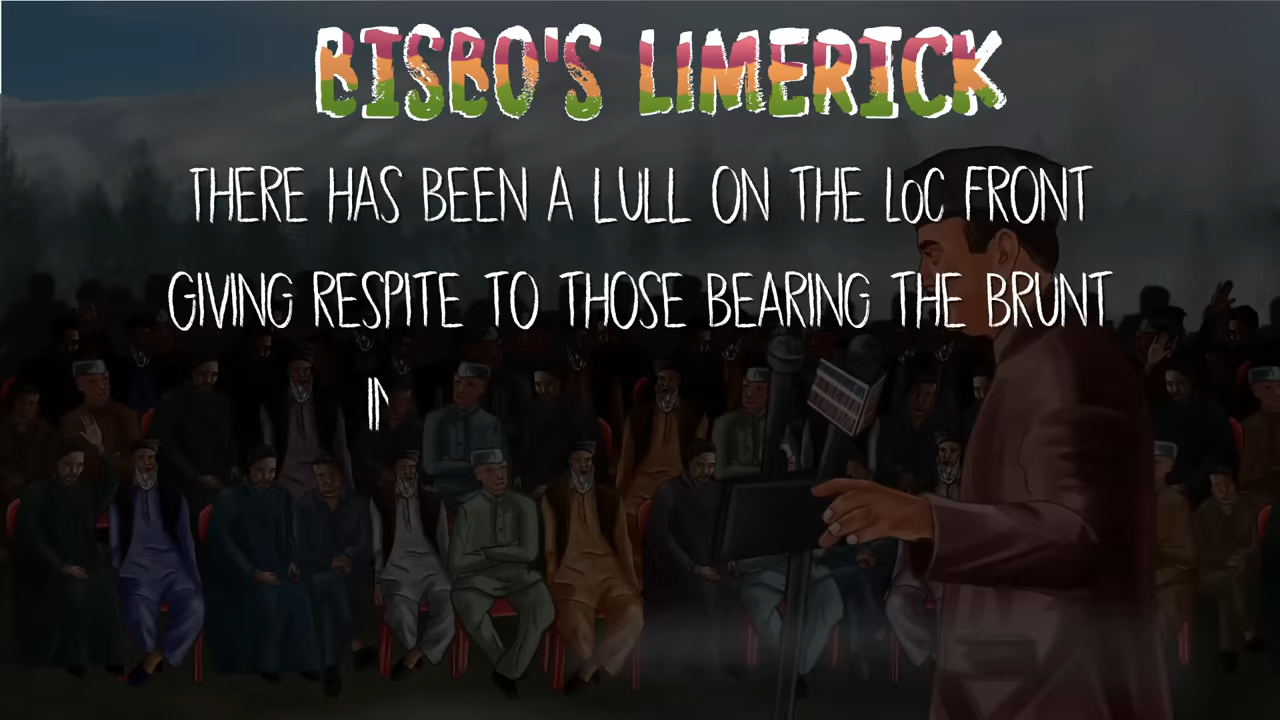 BISBO'S LIMERICK
THERE HAS BEEN A LULL ON THE LoC FRONT
GIVING RESPITE TO THOSE BEARING THE BRUNT